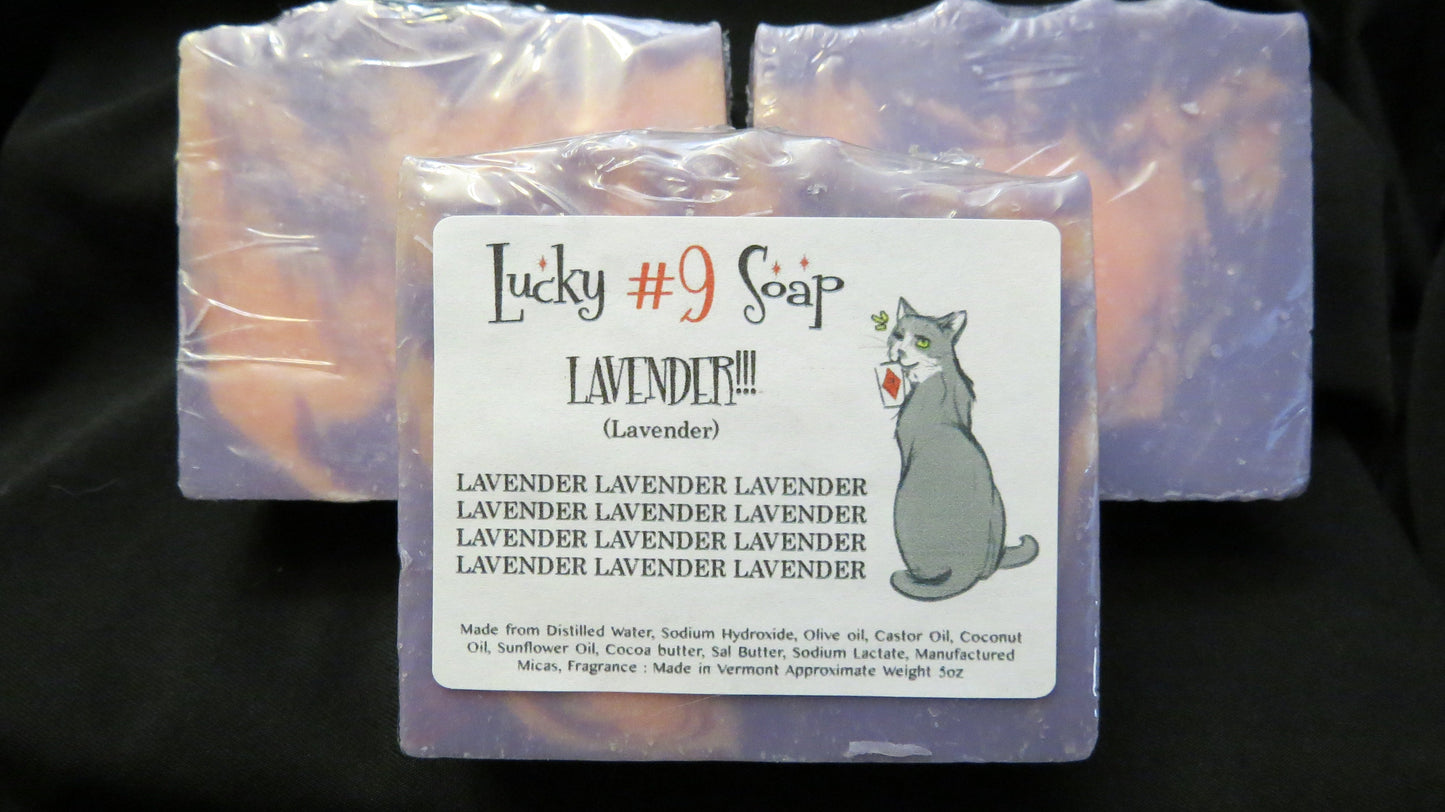 Lucky #9 Soap
LAVENDER!!!
(Lavender)
LAVENDER LAVENDER LAVENDER
LAVENDER LAVENDER LAVENDER
LAVENDER LAVENDER LAVENDER
LAVENDER LAVENDER LAVENDER
Made from Distilled Water, Sodium Hydroxide, Olive oil, Castor Oil, Coconut
Oil, Sunflower Oil, Cocoa butter, Sal Butter, Sodium Lactate, Manufactured
Micas, Fragrance : Made in Vermont Approximate Weight 5oz